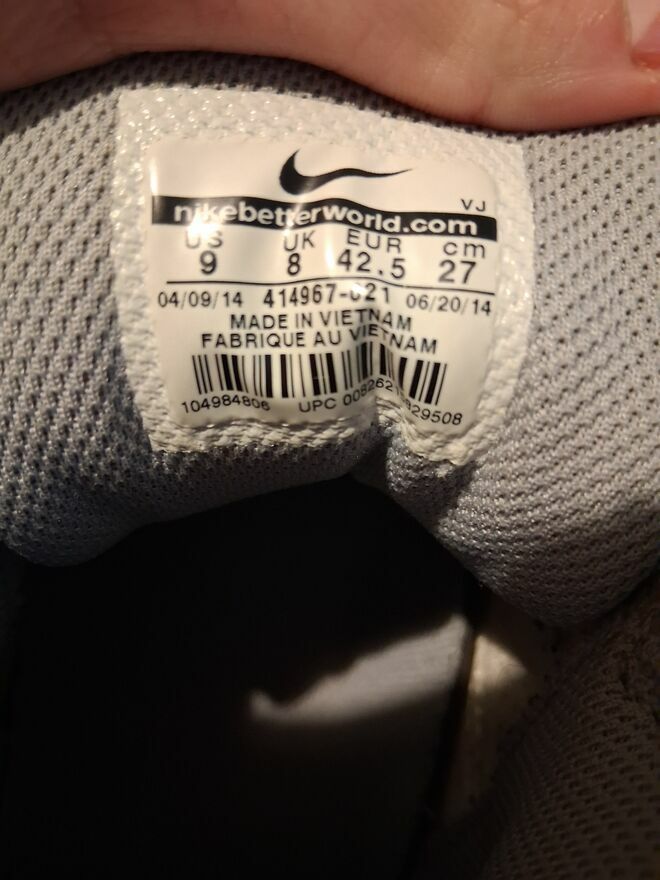 VJ
nikebetterworld.com
US UK EUR cm
9 8 42.5 27
04/09/14 414967-021 06/20/14
MADE IN VIETNAM
FABRIQUE AU VIETNAM
104984806 UPC